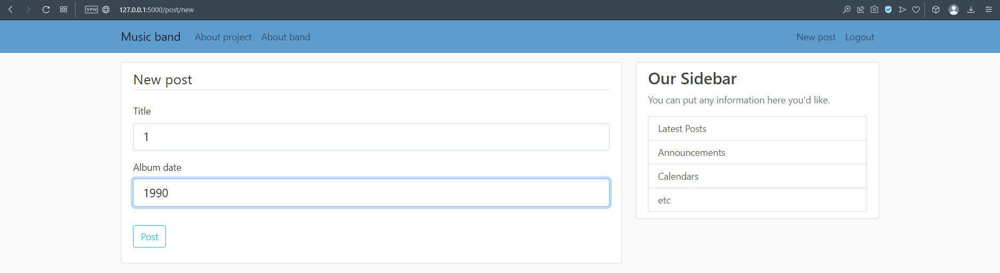 VPN 127.0.0.1:5000/post/new
Music band About project About band New post Logout
New post
Title
1
Album date
1990
Post
Our Sidebar
You can put any information here you'd like.
Latest Posts
Announcements
Calendars
etc